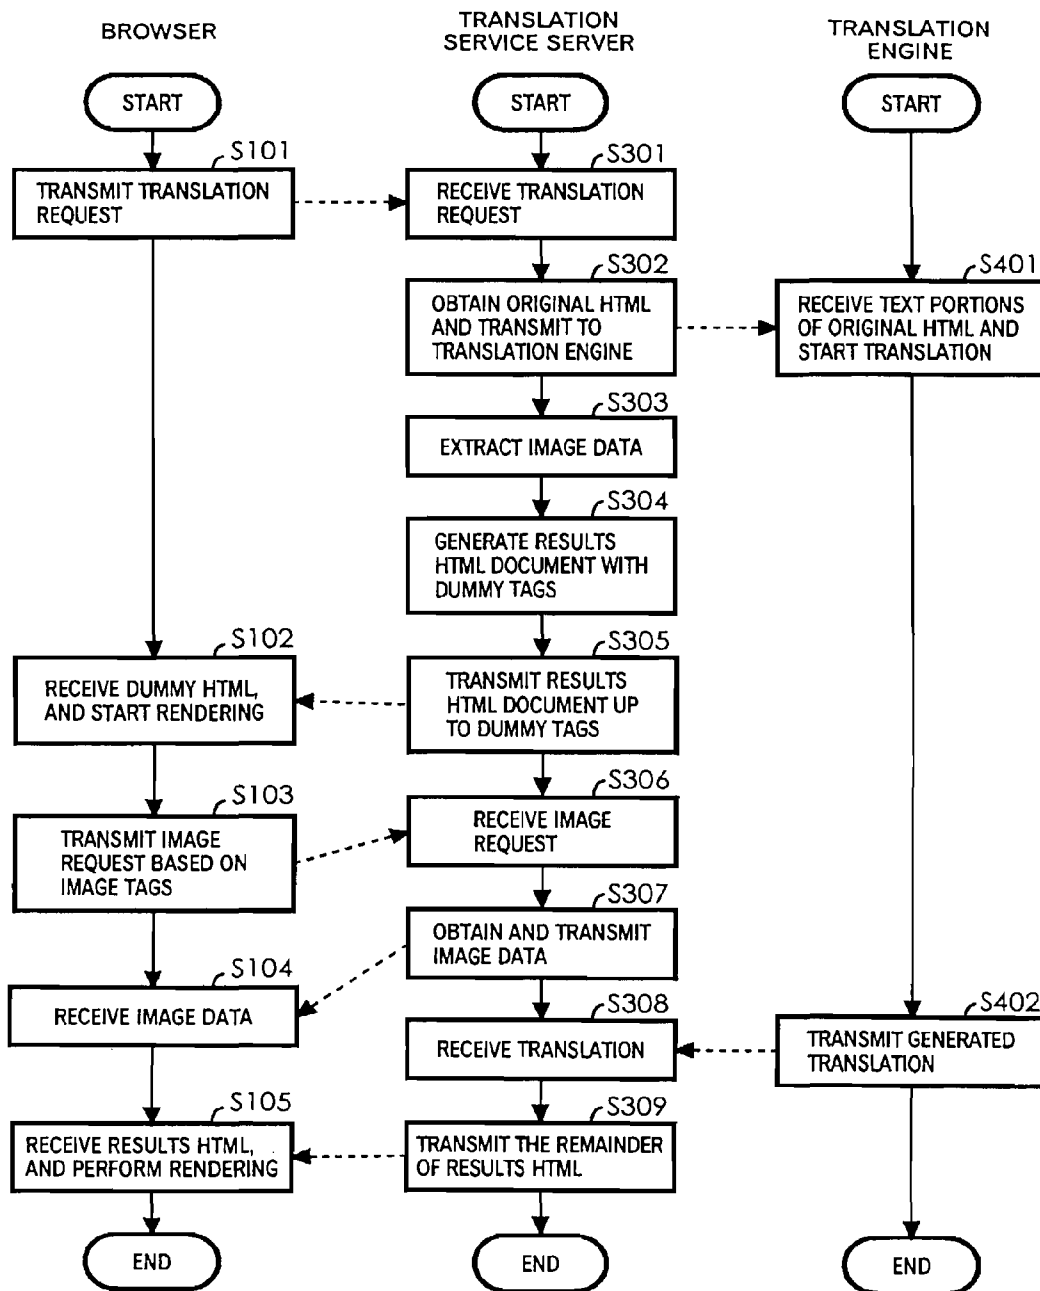 BROWSER
TRANSLATION
SERVICE SERVER
TRANSLATION
ENGINE
START
START
START
S101
TRANSMIT TRANSLATION
REQUEST
S301
RECEIVE TRANSLATION
REQUEST
S302
OBTAIN ORIGINAL HTML
AND TRANSMIT TO
TRANSLATION ENGINE
S401
RECEIVE TEXT PORTIONS
OF ORIGINAL HTML AND
START TRANSLATION
S303
EXTRACT IMAGE DATA
S304
GENERATE RESULTS
HTML DOCUMENT WITH
DUMMY TAGS
S102
RECEIVE DUMMY HTML,
AND START RENDERING
S305
TRANSMIT RESULTS
HTML DOCUMENT UP
TO DUMMY TAGS
S103
TRANSMIT IMAGE
REQUEST BASED ON
IMAGE TAGS
S306
RECEIVE IMAGE
REQUEST
S307
OBTAIN AND TRANSMIT
IMAGE DATA
S104
RECEIVE IMAGE DATA
S308
RECEIVE TRANSLATION
S402
TRANSMIT GENERATED
TRANSLATION
S105
RECEIVE RESULTS HTML,
AND PERFORM RENDERING
S309
TRANSMIT THE REMAINDER
OF RESULTS HTML
END
END
END